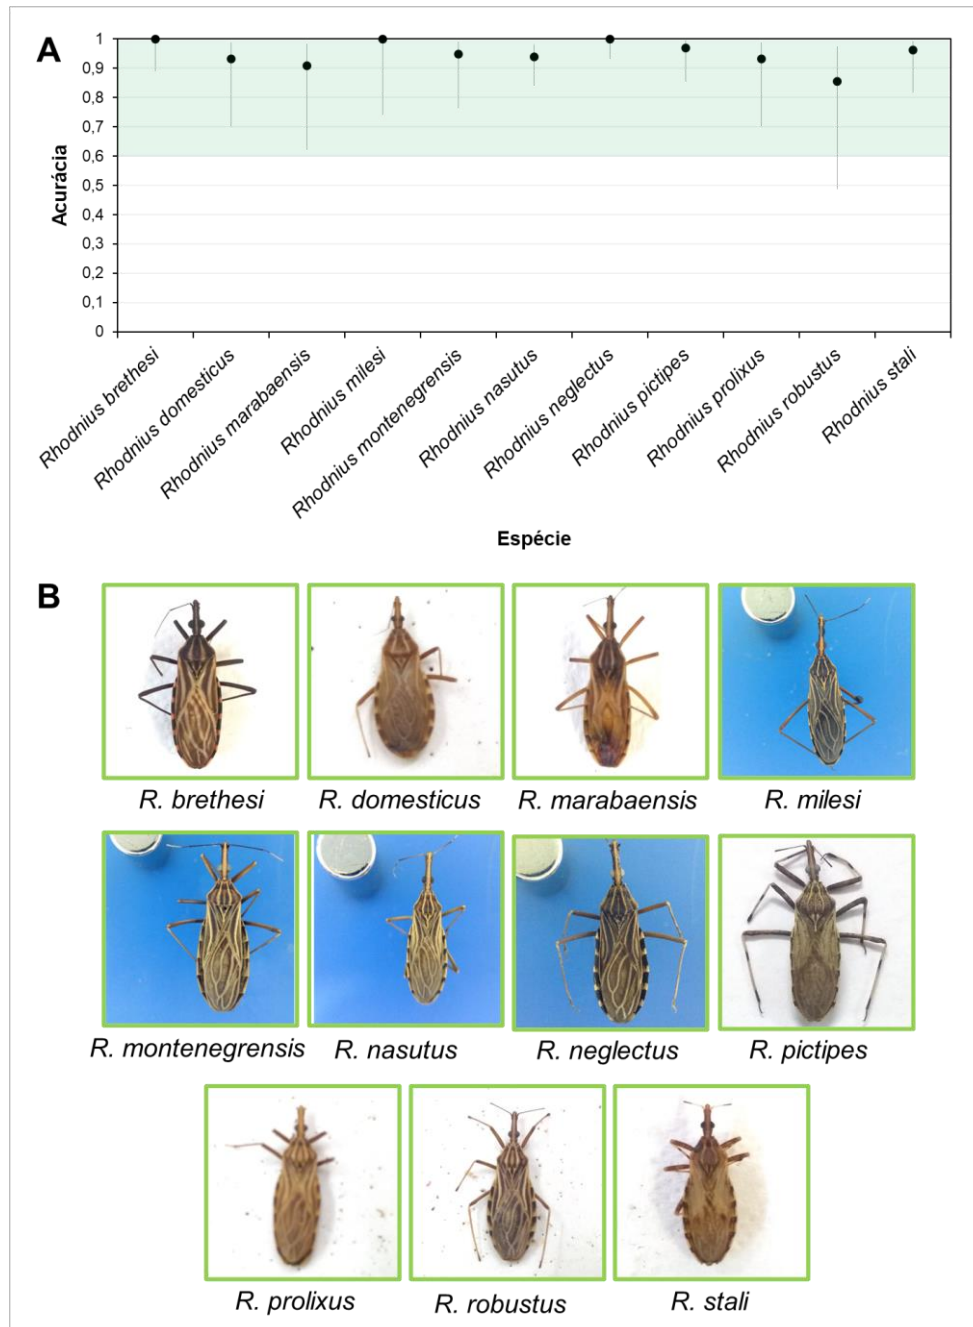 A
1
0,9
0,8
0,7
0,6
0,5
0,4
0,3
0,2
0,1
0
Acurácia
Rhodnius brethesi
Rhodnius domesticus
Rhodnius marabaensis
Rhodnius milesi
Rhodnius montenegrensis
Rhodnius nasutus
Rhodnius neglectus
Rhodnius pictipes
Rhodnius prolixus
Rhodnius robustus
Rhodnius stali
Espécie
B
R. brethesi
R. domesticus
R. marabaensis
R. milesi
R. montenegrensis
R. nasutus
R. neglectus
R. pictipes
R. prolixus
R. robustus
R. stali